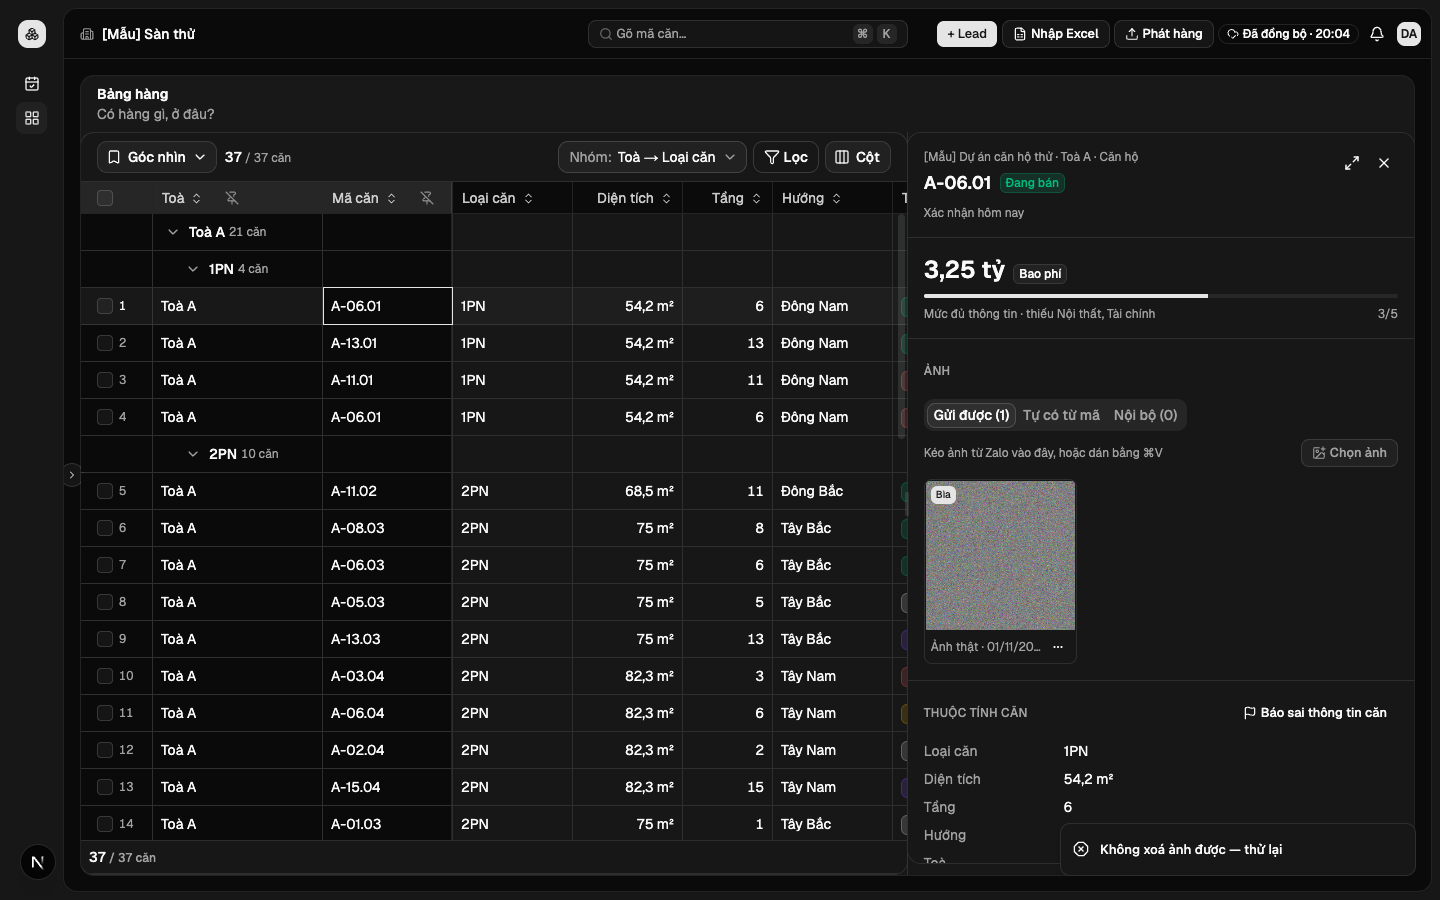 [Mẫu] Sàn thử
Gõ mã căn...
⌘ K
+ Lead
Nhập Excel
Phát hàng
Đã đồng bộ · 20:04
DA
Bảng hàng
Có hàng gì, ở đâu?
Góc nhìn
37 / 37 căn
Nhóm: Toà → Loại căn
Lọc
Cột
Toà Mã căn Loại căn Diện tích Tầng Hướng T
Toà A 21 căn
1PN 4 căn
1 Toà A A-06.01 1PN 54,2 m² 6 Đông Nam
2 Toà A A-13.01 1PN 54,2 m² 13 Đông Nam
3 Toà A A-11.01 1PN 54,2 m² 11 Đông Nam
4 Toà A A-06.01 1PN 54,2 m² 6 Đông Nam
2PN 10 căn
5 Toà A A-11.02 2PN 68,5 m² 11 Đông Bắc
6 Toà A A-08.03 2PN 75 m² 8 Tây Bắc
7 Toà A A-06.03 2PN 75 m² 6 Tây Bắc
8 Toà A A-05.03 2PN 75 m² 5 Tây Bắc
9 Toà A A-13.03 2PN 75 m² 13 Tây Bắc
10 Toà A A-03.04 2PN 82,3 m² 3 Tây Nam
11 Toà A A-06.04 2PN 82,3 m² 6 Tây Nam
12 Toà A A-02.04 2PN 82,3 m² 2 Tây Nam
13 Toà A A-15.04 2PN 82,3 m² 15 Tây Nam
14 Toà A A-01.03 2PN 75 m² 1 Tây Bắc
37 / 37 căn
[Mẫu] Dự án căn hộ thử · Toà A · Căn hộ
A-06.01 Đang bán
Xác nhận hôm nay
3,25 tỷ Bao phí
Mức đủ thông tin · thiếu Nội thất, Tài chính 3/5
ẢNH
Gửi được (1) Tự có từ mã Nội bộ (0)
Kéo ảnh từ Zalo vào đây, hoặc dán bằng ⌘V
Chọn ảnh
Bìa
Ảnh thật · 01/11/20...
THUỘC TÍNH CĂN
Báo sai thông tin căn
Loại căn 1PN
Diện tích 54,2 m²
Tầng 6
Hướng
Toà
Không xoá ảnh được — thử lại
N